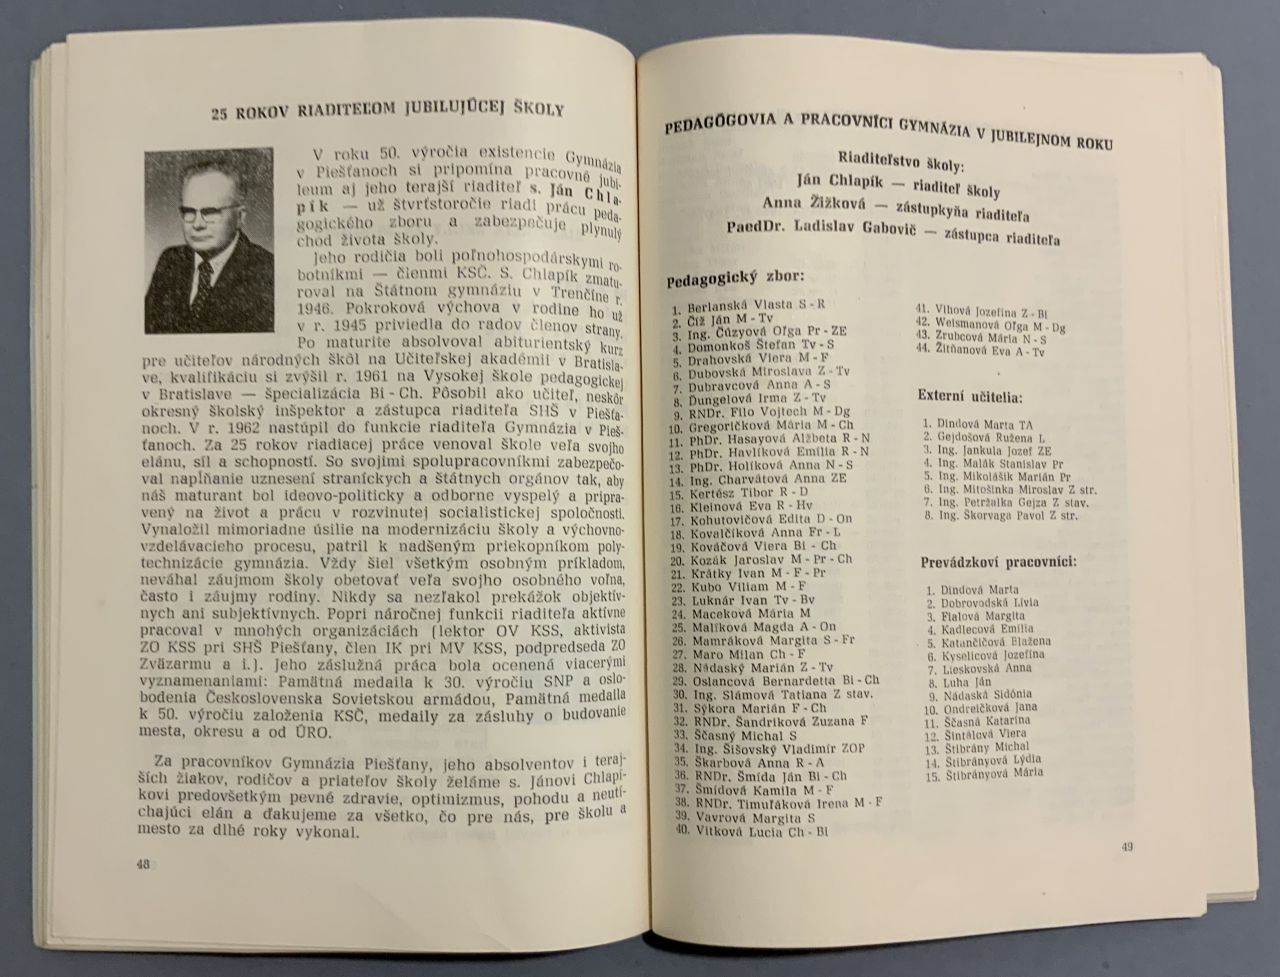 25 ROKOV RIADITEĽOM JUBILUJÚCEJ ŠKOLY
V roku 50. výročia existencie Gymnázia
v Piešťanoch si pripomína pracovné jubi-
leum aj jeho terajší riaditeľ s. Ján Chla-
pík — už štvrťstoročie riadi prácu peda-
gogického zboru a zabezpečuje plynulý
chod života školy.
Jeho rodičia boli poľnohospodárskymi ro-
botníkmi — členmi KSČ. S. Chlapík zmatu-
roval na Štátnom gymnáziu v Trenčíne r.
1946. Pokroková výchova v rodine ho už
v r. 1945 priviedla do radov členov strany.
Po maturite absolvoval abiturientský kurz
pre učiteľov národných škôl na Učiteľskej akadémii v Bratisla-
ve, kvalifikáciu si zvýšil r. 1961 na Vysokej škole pedagogickej
v Bratislave — špecializácia Bi - Ch. Pôsobil ako učiteľ, neskôr
okresný školský inšpektor a zástupca riaditeľa SHŠ v Piešťa-
noch. V r. 1962 nastúpil do funkcie riaditeľa Gymnázia v Pieš-
ťanoch. Za 25 rokov riadiacej práce venoval škole veľa svojho
elánu, síl a schopností. So svojimi spolupracovníkmi zabezpečo-
val napĺňanie uznesení straníckych a štátnych orgánov tak, aby
náš maturant bol ideovo-politicky a odborne vyspelý a pripra-
vený na život a prácu v rozvinutej socialistickej spoločnosti.
Vynaložil mimoriadne úsilie na modernizáciu školy a výchovno-
vzdelávacieho procesu, patril k nadšeným priekopníkom poly-
technizácie gymnázia. Vždy šiel všetkým osobným príkladom,
neváhal záujmom školy obetovať veľa svojho osobného voľna,
často i záujmy rodiny. Nikdy sa nezľakol prekážok objektív-
nych ani subjektívnych. Popri náročnej funkcii riaditeľa aktívne
pracoval v mnohých organizáciách (lektor OV KSS, aktivista
ZO KSS pri SHŠ Piešťany, člen IK pri MV KSS, podpredseda ZO
Zväzarmu a i.). Jeho záslužná práca bola ocenená viacerými
vyznamenaniami: Pamätná medaila k 30. výročiu SNP a oslo-
bodenia Československa Sovietskou armádou, Pamätná medaila
k 50. výročiu založenia KSČ, medaily za zásluhy o budovanie
mesta, okresu a od ÚRO.
Za pracovníkov Gymnázia Piešťany, jeho absolventov i teraj-
ších žiakov, rodičov a priateľov školy želáme s. Jánovi Chlapí-
kovi predovšetkým pevné zdravie, optimizmus, pohodu a neutí-
chajúci elán a ďakujeme za všetko, čo pre nás, pre školu a
mesto za dlhé roky vykonal.
48
PEDAGÓGOVIA A PRACOVNÍCI GYMNÁZIA V JUBILEJNOM ROKU
Riaditeľstvo školy:
Ján Chlapík — riaditeľ školy
Anna Žižková — zástupkyňa riaditeľa
PaedDr. Ladislav Gabovič — zástupca riaditeľa
Pedagogický zbor:
1. Berlanská Vlasta S - R
2. Číž Ján M - Tv
3. Ing. Čúzyová Oľga Pr - ZE
4. Domonkoš Štefan Tv - S
5. Drahovská Viera M - F
6. Dubovská Miroslava Z - Tv
7. Dubravcová Anna A - S
8. Dungelová Irma Z - Tv
9. RNDr. Filo Vojtech M - Dg
10. Gregoričková Mária M - Ch
11. PhDr. Hasayová Alžbeta R - N
12. PhDr. Havlíková Emília R - N
13. PhDr. Holíková Anna N - S
14. Ing. Charvátová Anna ZE
15. Kertész Tibor R - D
16. Kleinová Eva R - Hv
17. Kohutovičová Edita D - On
18. Kovalčíková Anna Fr - L
19. Kováčová Viera Bi - Ch
20. Kozák Jaroslav M - Pr - Ch
21. Krátky Ivan M - F - Pr
22. Kubo Viliam M - F
23. Luknár Ivan Tv - Bv
24. Maceková Mária M
25. Malíková Magda A - On
26. Mamráková Margita S - Fr
27. Maro Milan Ch - F
28. Nádaský Marián Z - Tv
29. Oslancová Bernardetta Bi - Ch
30. Ing. Slámová Tatiana Z stav.
31. Sýkora Marián F - Ch
32. RNDr. Šandriková Zuzana F
33. Ščasný Michal S
34. Ing. Šišovský Vladimír ZOP
35. Škarbová Anna R - A
36. RNDr. Šmída Ján Bi - Ch
37. Šmídová Kamila M - F
38. RNDr. Timuľáková Irena M - F
39. Vavrová Margita S
40. Vitková Lucia Ch - Bi
41. Vlhová Jozefína Z - Bi
42. Weismanová Oľga M - Dg
43. Zrubcová Mária N - S
44. Žitňanová Eva A - Tv
Externí učitelia:
1. Dindová Marta TA
2. Gejdošová Ružena L
3. Ing. Jankula Jozef ZE
4. Ing. Malák Stanislav Pr
5. Ing. Mikolášik Marián Pr
6. Ing. Mitošinka Miroslav Z str.
7. Ing. Petržalka Gejza Z stav.
8. Ing. Škorvaga Pavol Z str.
Prevádzkoví pracovníci:
1. Dindová Marta
2. Dobrovodská Lívia
3. Fialová Margita
4. Kadlecová Emília
5. Katančičová Blažena
6. Kyselicová Jozefína
7. Lieskovská Anna
8. Luha Ján
9. Nádaská Sidónia
10. Ondreičková Jana
11. Ščasná Katarína
12. Šintálová Viera
13. Štibrány Michal
14. Štibrányová Lýdia
15. Štibrányová Mária
49